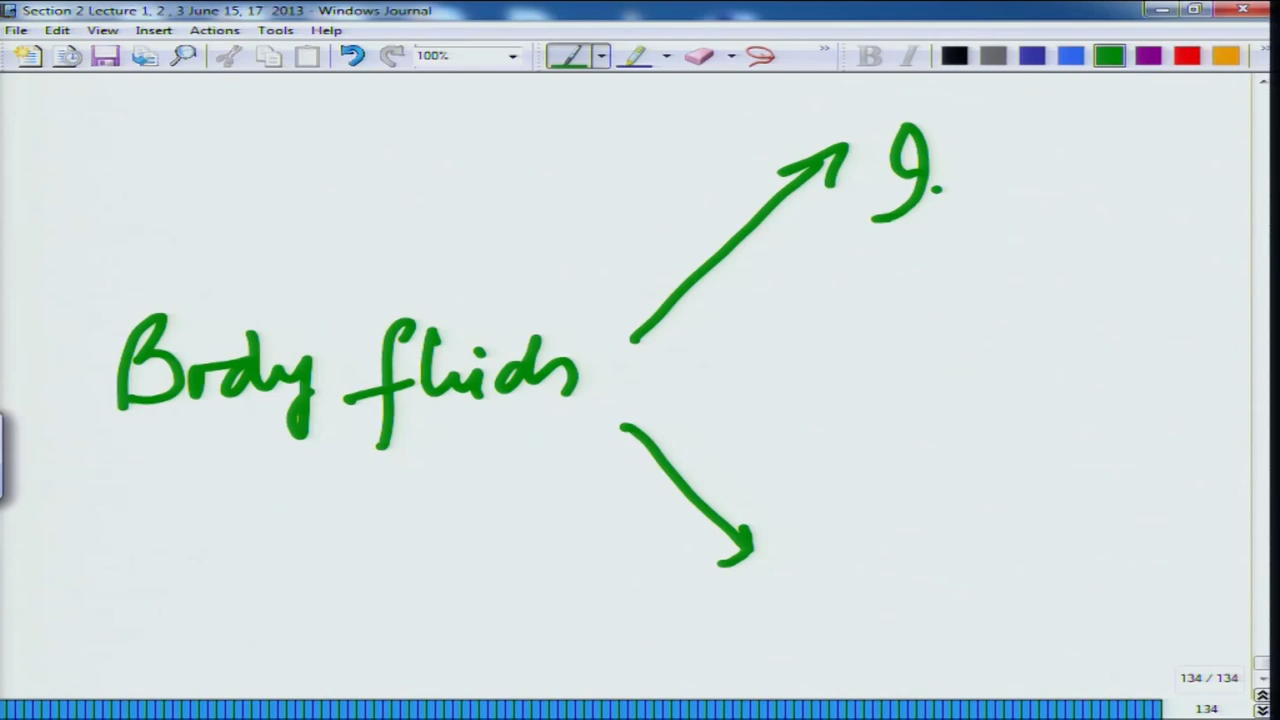 Section 2 Lecture 1, 2 , 3 June 15, 17 2013 - Windows Journal
File Edit View Insert Actions Tools Help
100%
B I
Body fluids
134 / 134
134